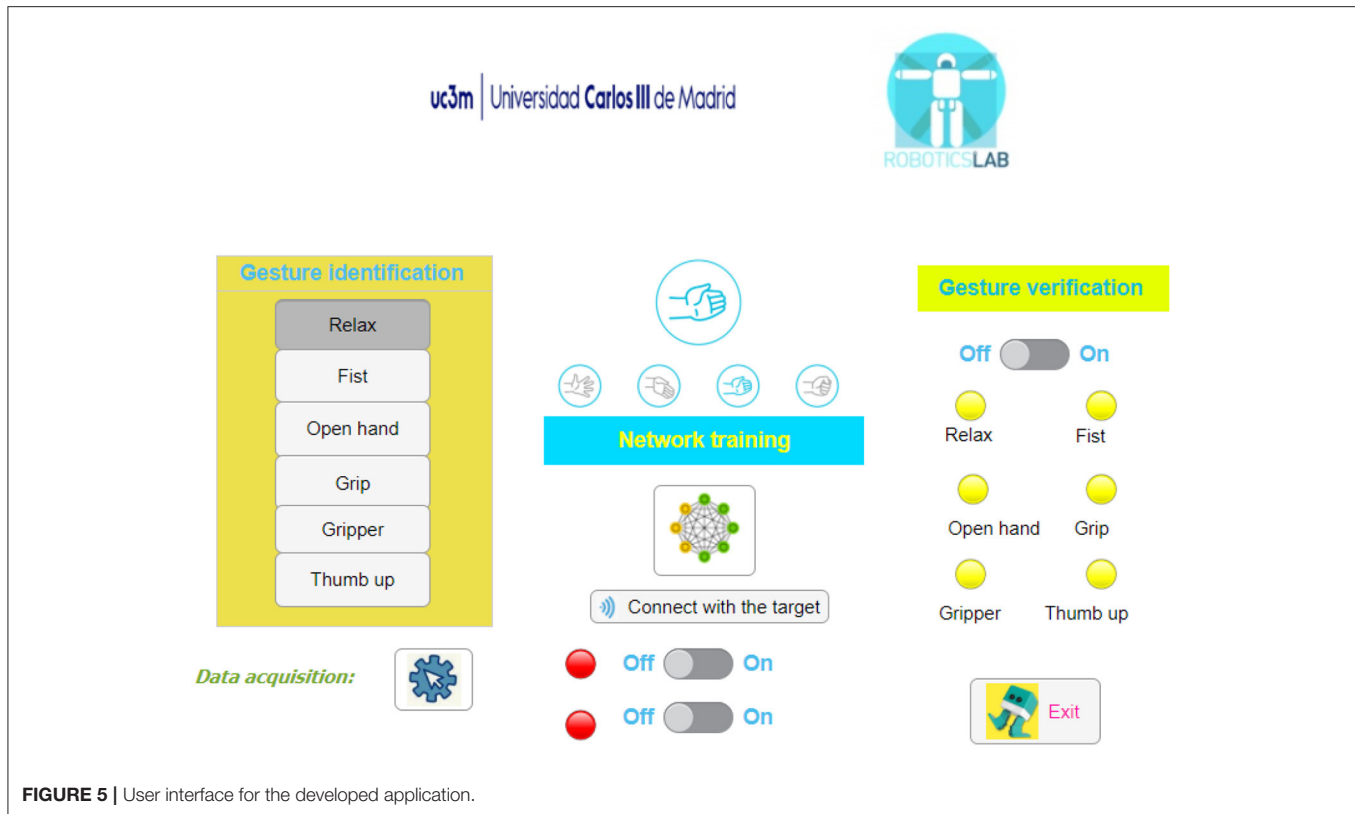 uc3m | Universidad Carlos III de Madrid
ROBOTICSLAB
Gesture identification
Relax
Fist
Open hand
Grip
Gripper
Thumb up
Data acquisition:
Network training
Connect with the target
Off On
Off On
Gesture verification
Off On
Relax Fist
Open hand Grip
Gripper Thumb up
Exit
FIGURE 5 | User interface for the developed application.